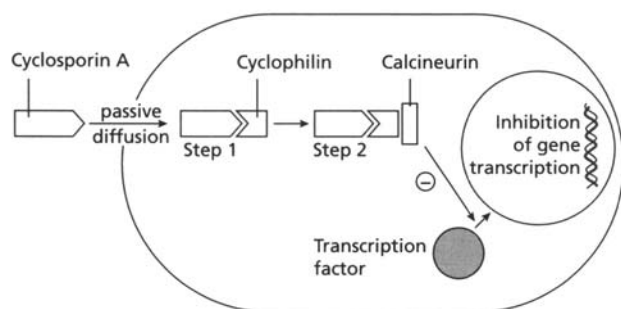 Cyclosporin A
Cyclophilin
Calcineurin
passive
diffusion
Step 1
Step 2
Inhibition
of gene
transcription
−
Transcription
factor